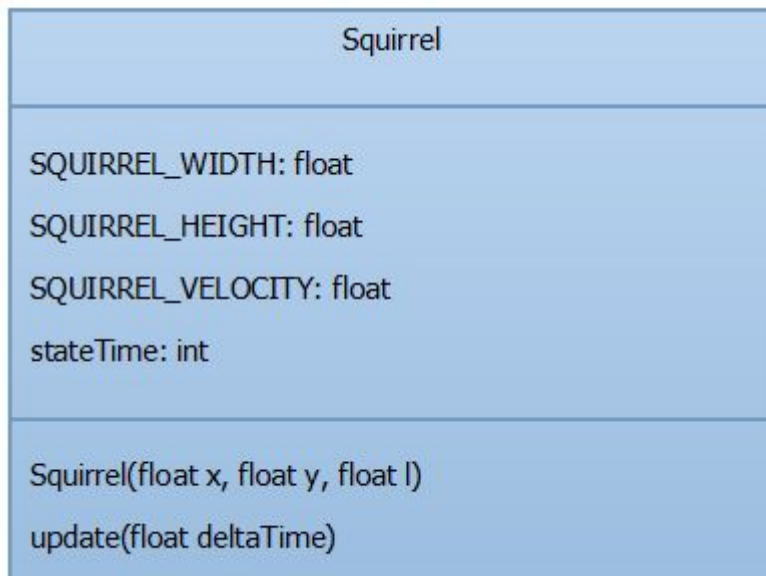 Squirrel
SQUIRREL_WIDTH: float
SQUIRREL_HEIGHT: float
SQUIRREL_VELOCITY: float
stateTime: int
Squirrel(float x, float y, float l)
update(float deltaTime)